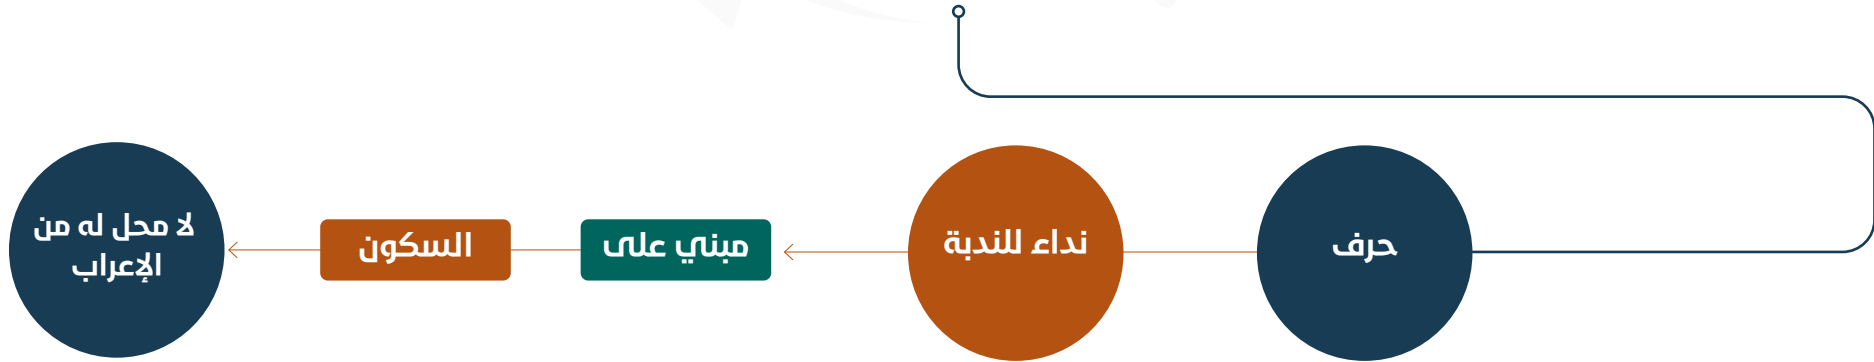 حرف
نداء للندبة
مبني على
السكون
لا محل له من
الإعراب